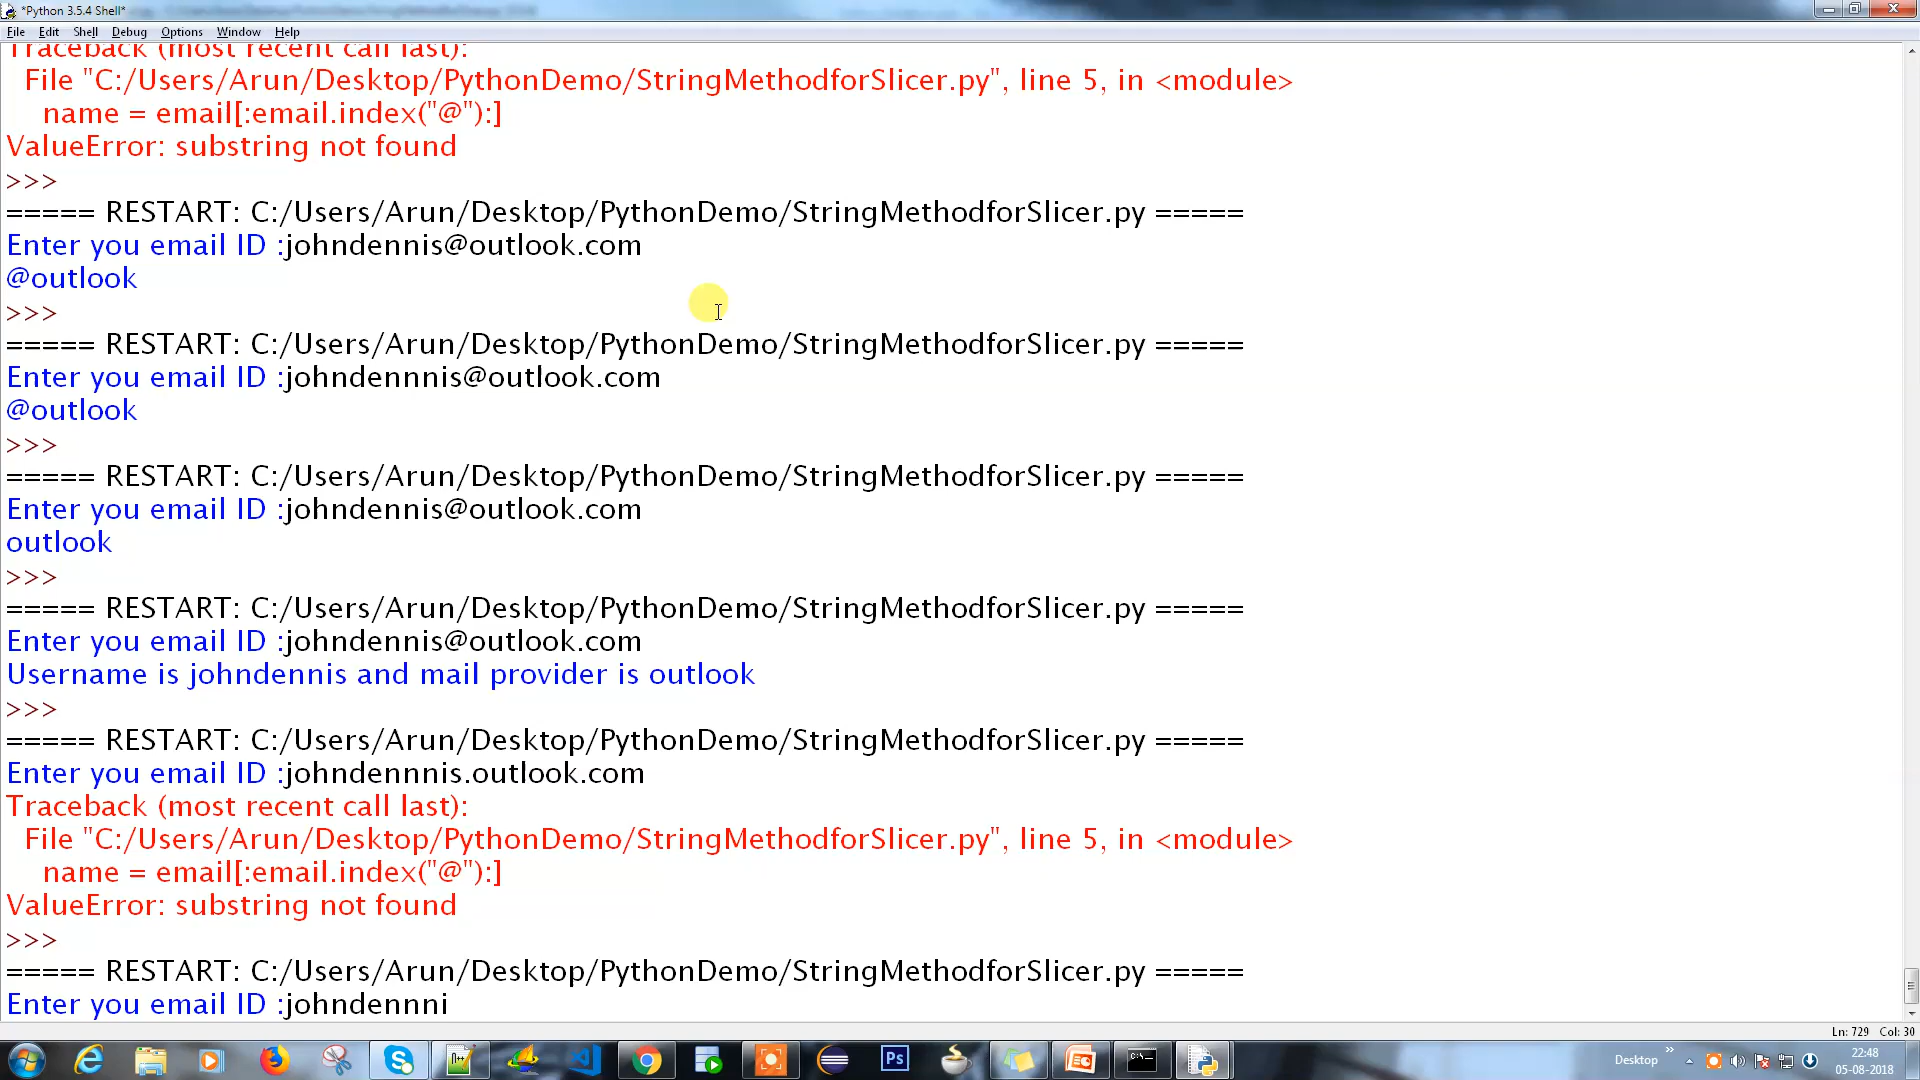 *Python 3.5.4 Shell*
File Edit Shell Debug Options Window Help
Traceback (most recent call last):
File "C:/Users/Arun/Desktop/PythonDemo/StringMethodforSlicer.py", line 5, in <module>
name = email[:email.index("@"):]
ValueError: substring not found
>>>
===== RESTART: C:/Users/Arun/Desktop/PythonDemo/StringMethodforSlicer.py =====
Enter you email ID :johndennis@outlook.com
@outlook
>>>
===== RESTART: C:/Users/Arun/Desktop/PythonDemo/StringMethodforSlicer.py =====
Enter you email ID :johndennnis@outlook.com
@outlook
>>>
===== RESTART: C:/Users/Arun/Desktop/PythonDemo/StringMethodforSlicer.py =====
Enter you email ID :johndennis@outlook.com
outlook
>>>
===== RESTART: C:/Users/Arun/Desktop/PythonDemo/StringMethodforSlicer.py =====
Enter you email ID :johndennis@outlook.com
Username is johndennis and mail provider is outlook
>>>
===== RESTART: C:/Users/Arun/Desktop/PythonDemo/StringMethodforSlicer.py =====
Enter you email ID :johndennnis.outlook.com
Traceback (most recent call last):
File "C:/Users/Arun/Desktop/PythonDemo/StringMethodforSlicer.py", line 5, in <module>
name = email[:email.index("@"):]
ValueError: substring not found
>>>
===== RESTART: C:/Users/Arun/Desktop/PythonDemo/StringMethodforSlicer.py =====
Enter you email ID :johndennni
Ln: 729 Col: 30
Ps
Desktop
22:48
05-08-2018